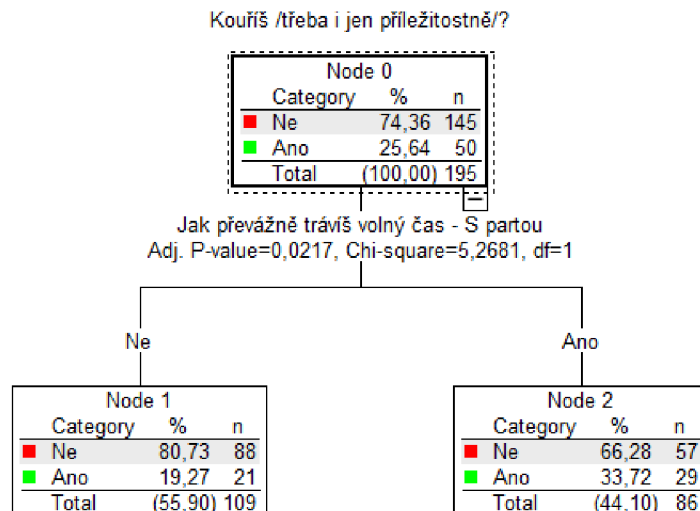 Kouříš /třeba i jen příležitostně/?
Node 0
Category % n
Ne 74,36 145
Ano 25,64 50
Total (100,00) 195
Jak převážně trávíš volný čas - S partou
Adj. P-value=0,0217, Chi-square=5,2681, df=1
Ne
Ano
Node 1
Category % n
Ne 80,73 88
Ano 19,27 21
Total (55,90) 109
Node 2
Category % n
Ne 66,28 57
Ano 33,72 29
Total (44,10) 86